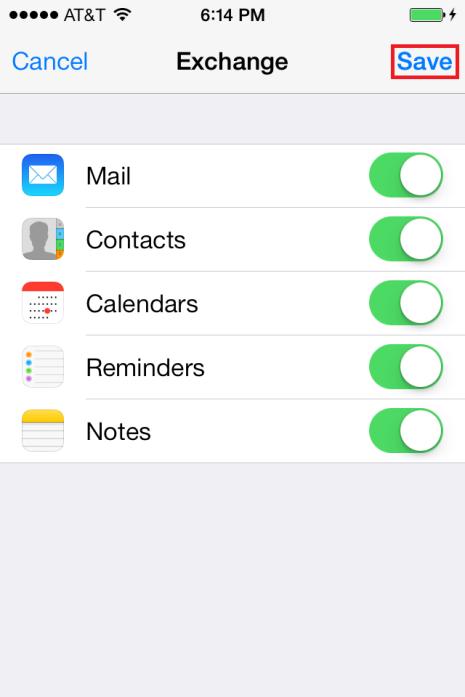 AT&T 6:14 PM
Cancel Exchange Save
Mail
Contacts
Calendars
Reminders
Notes